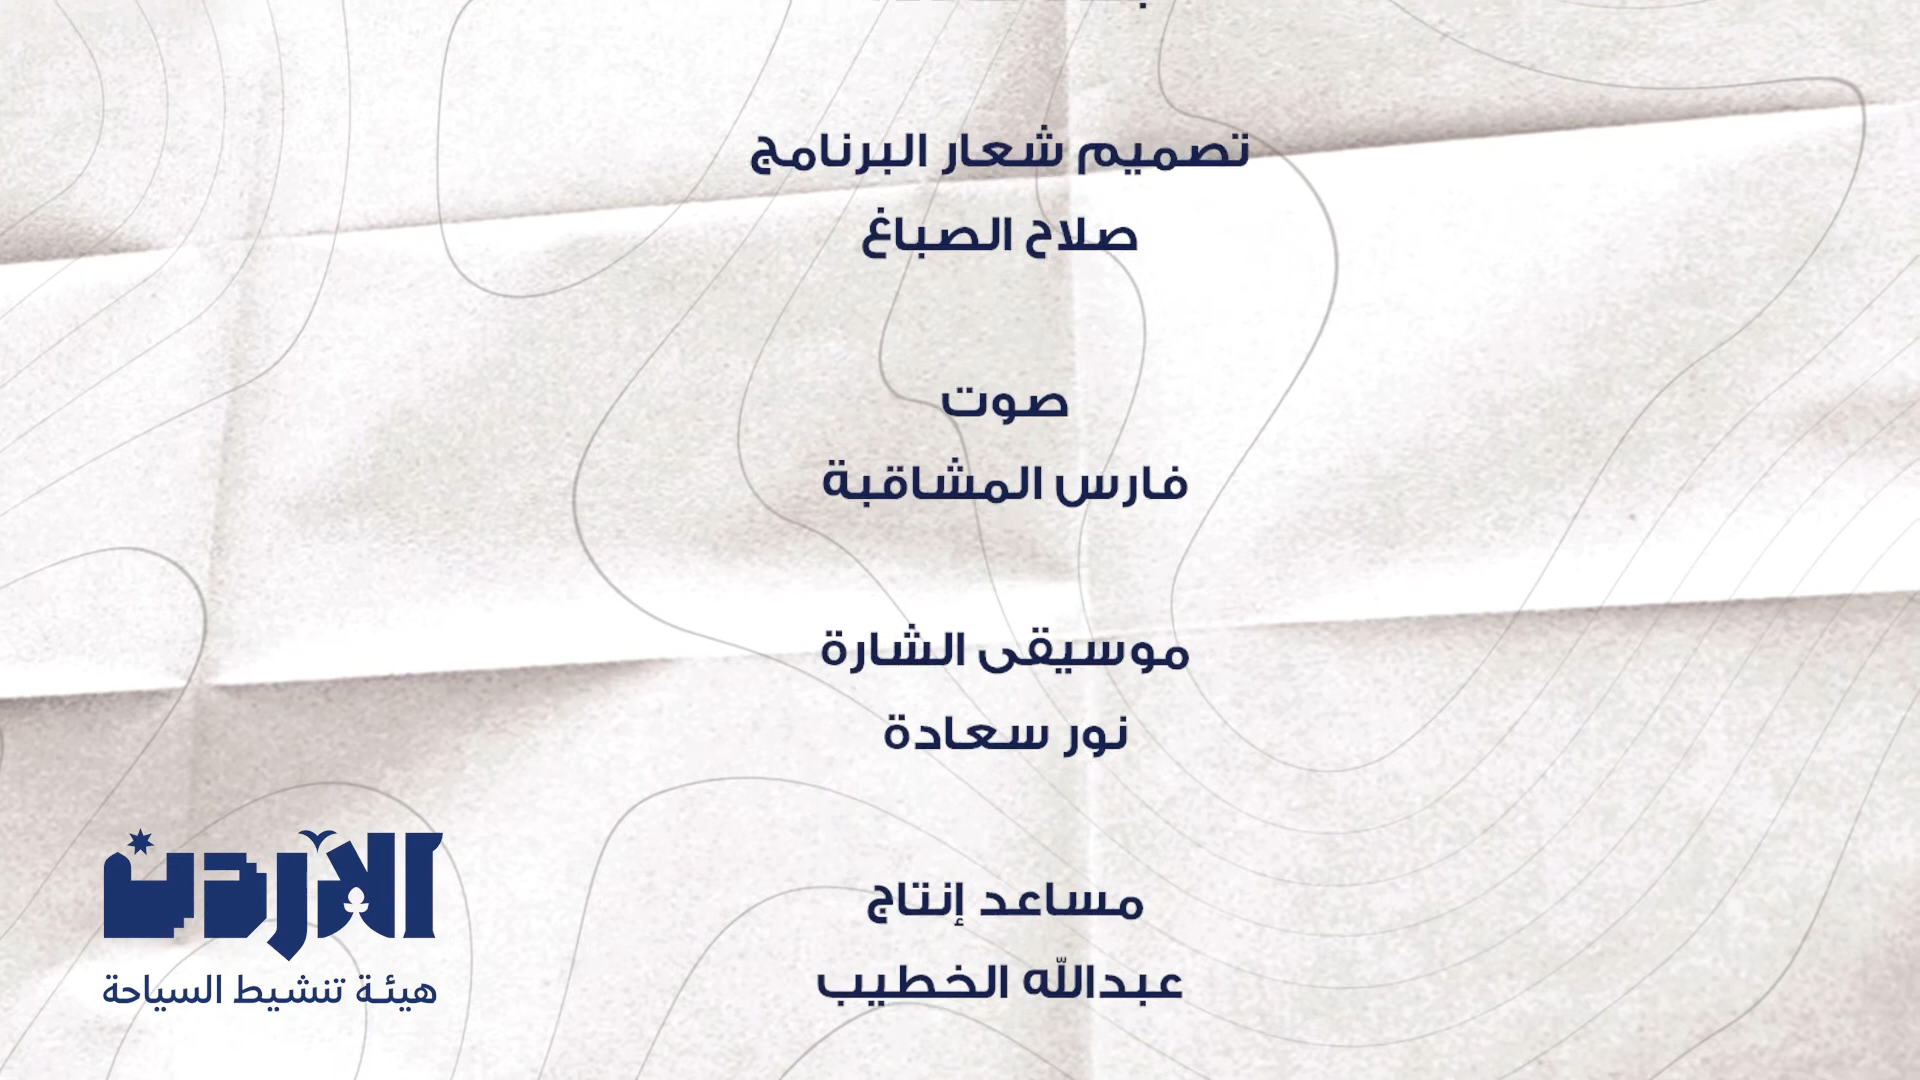 تصميم شعار البرنامج
صلاح الصباغ
صوت
فارس المشاقبة
موسيقى الشارة
نور سعادة
مساعد إنتاج
عبدالله الخطيب
الأردن
هيئة تنشيط السياحة